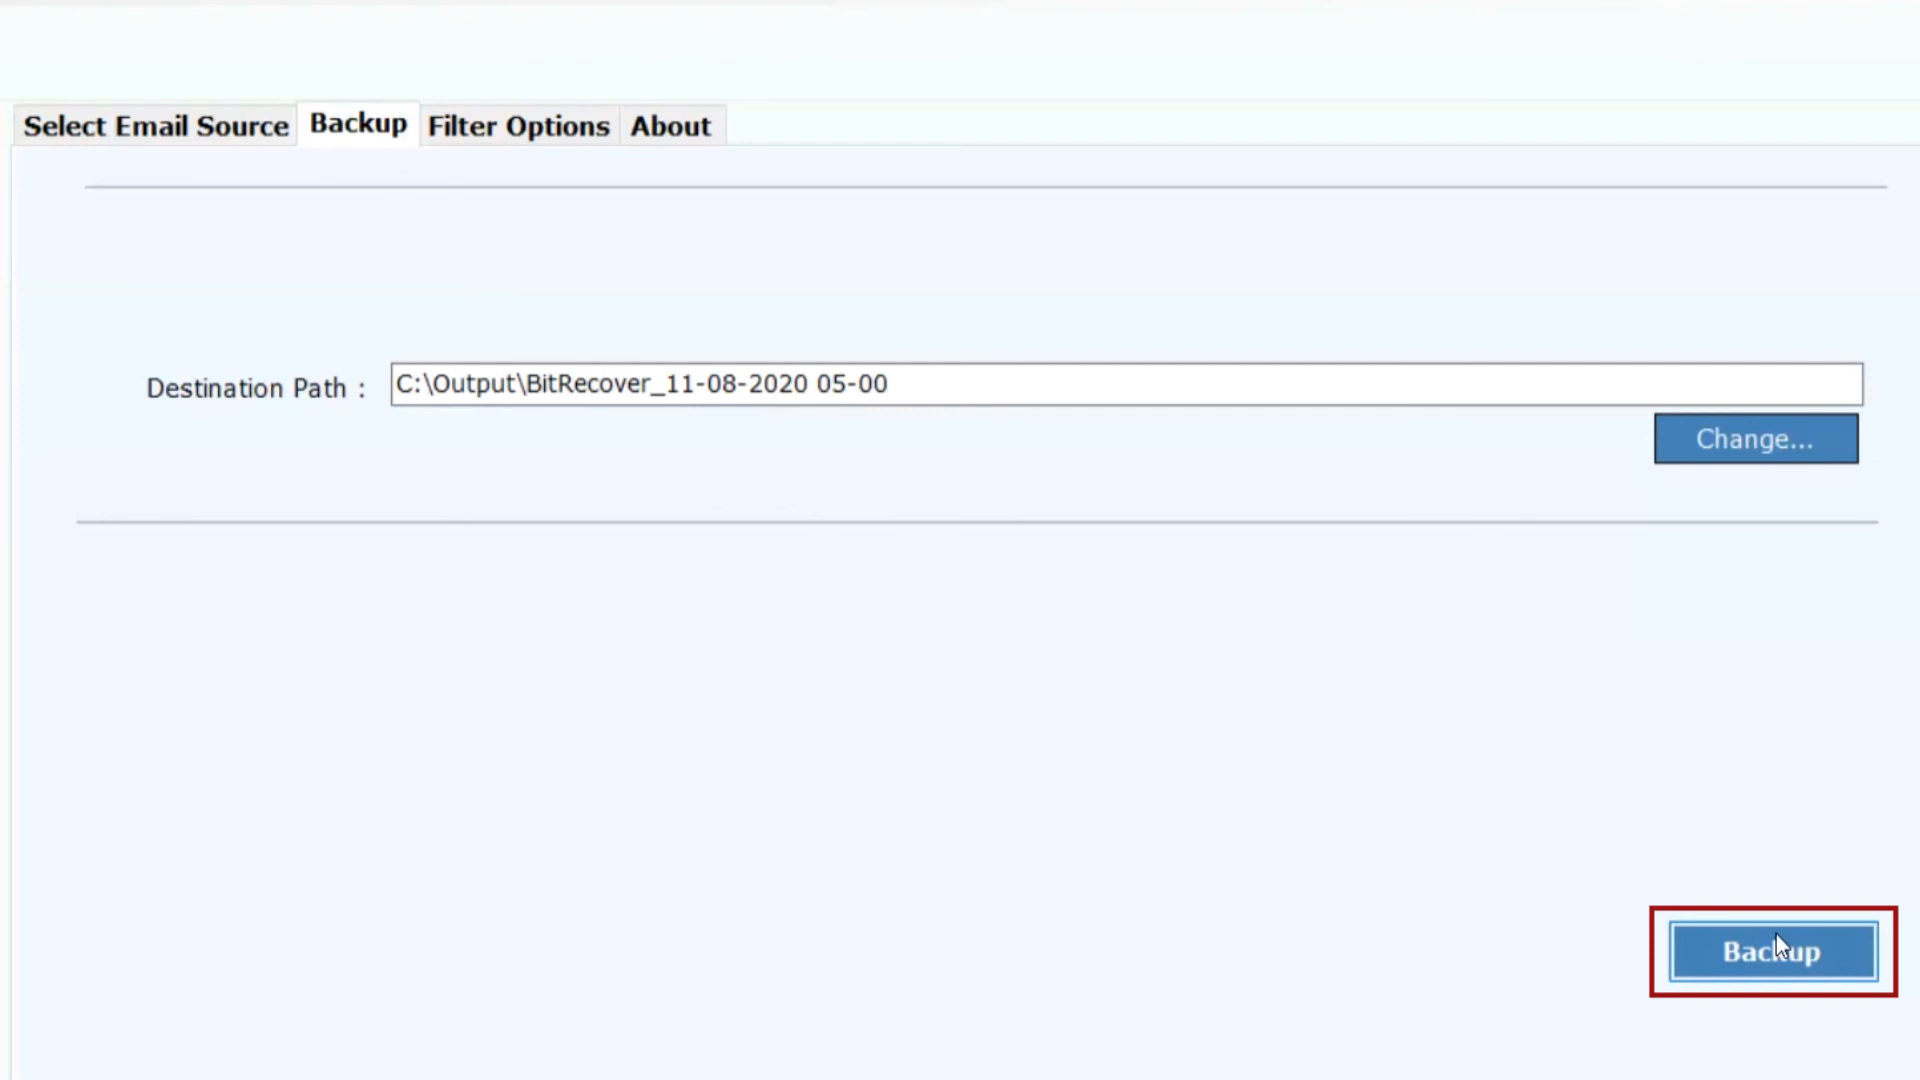 Select Email Source Backup Filter Options About
Destination Path : C:\Output\BitRecover_11-08-2020 05-00
Change...
Backup